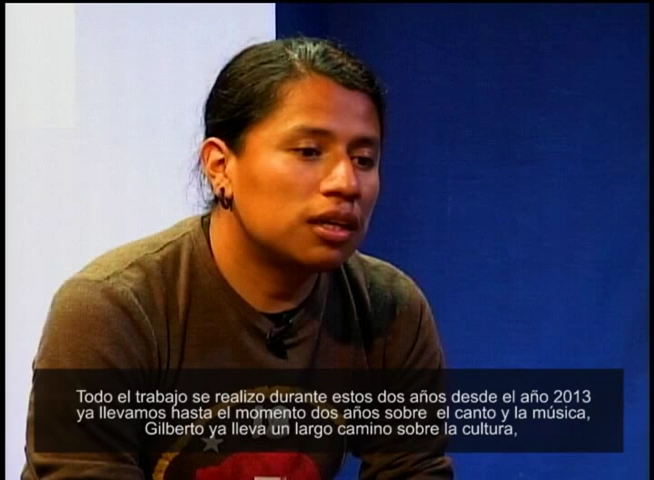 Todo el trabajo se realizo durante estos dos años desde el año 2013
ya llevamos hasta el momento dos años sobre el canto y la música,
Gilberto ya lleva un largo camino sobre la cultura,